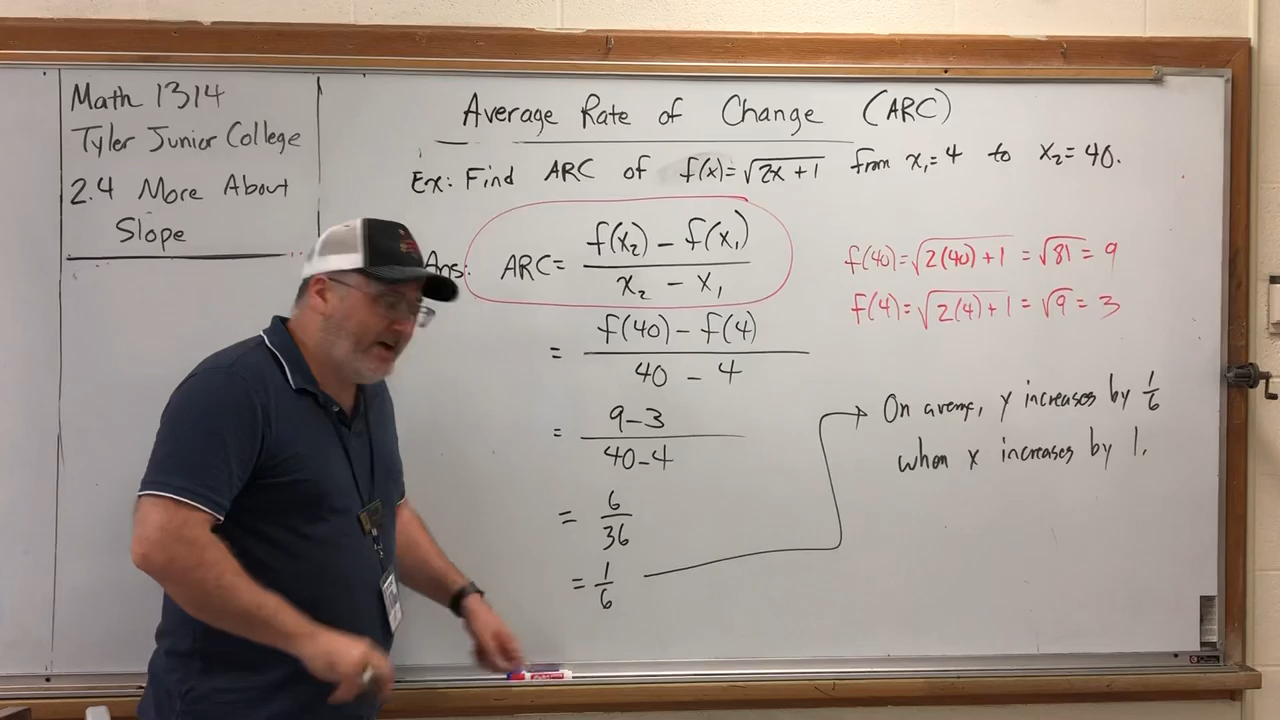 Math 1314
Tyler Junior College
2.4 More About
Slope
Average Rate of Change (ARC)
Ex: Find ARC of f(x)=√2x+1 from x₁=4 to x₂=40.
Ans: ARC= f(x₂) – f(x₁) / x₂ – x₁
= f(40) – f(4) / 40 – 4
= 9–3 / 40–4
= 6/36
= 1/6
f(40)=√2(40)+1 = √81 = 9
f(4)=√2(4)+1 = √9 = 3
On average, y increases by 1/6
when x increases by 1.